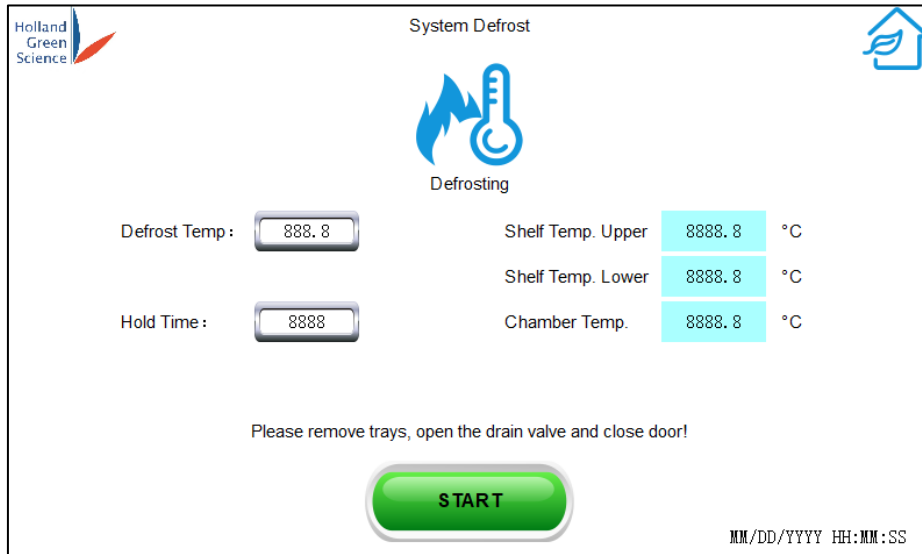 Holland
Green
Science
System Defrost
Defrosting
Defrost Temp: 888.8 Shelf Temp. Upper 8888.8 °C
Shelf Temp. Lower 8888.8 °C
Hold Time: 8888 Chamber Temp. 8888.8 °C
Please remove trays, open the drain valve and close door!
START
MM/DD/YYYY HH:MM:SS